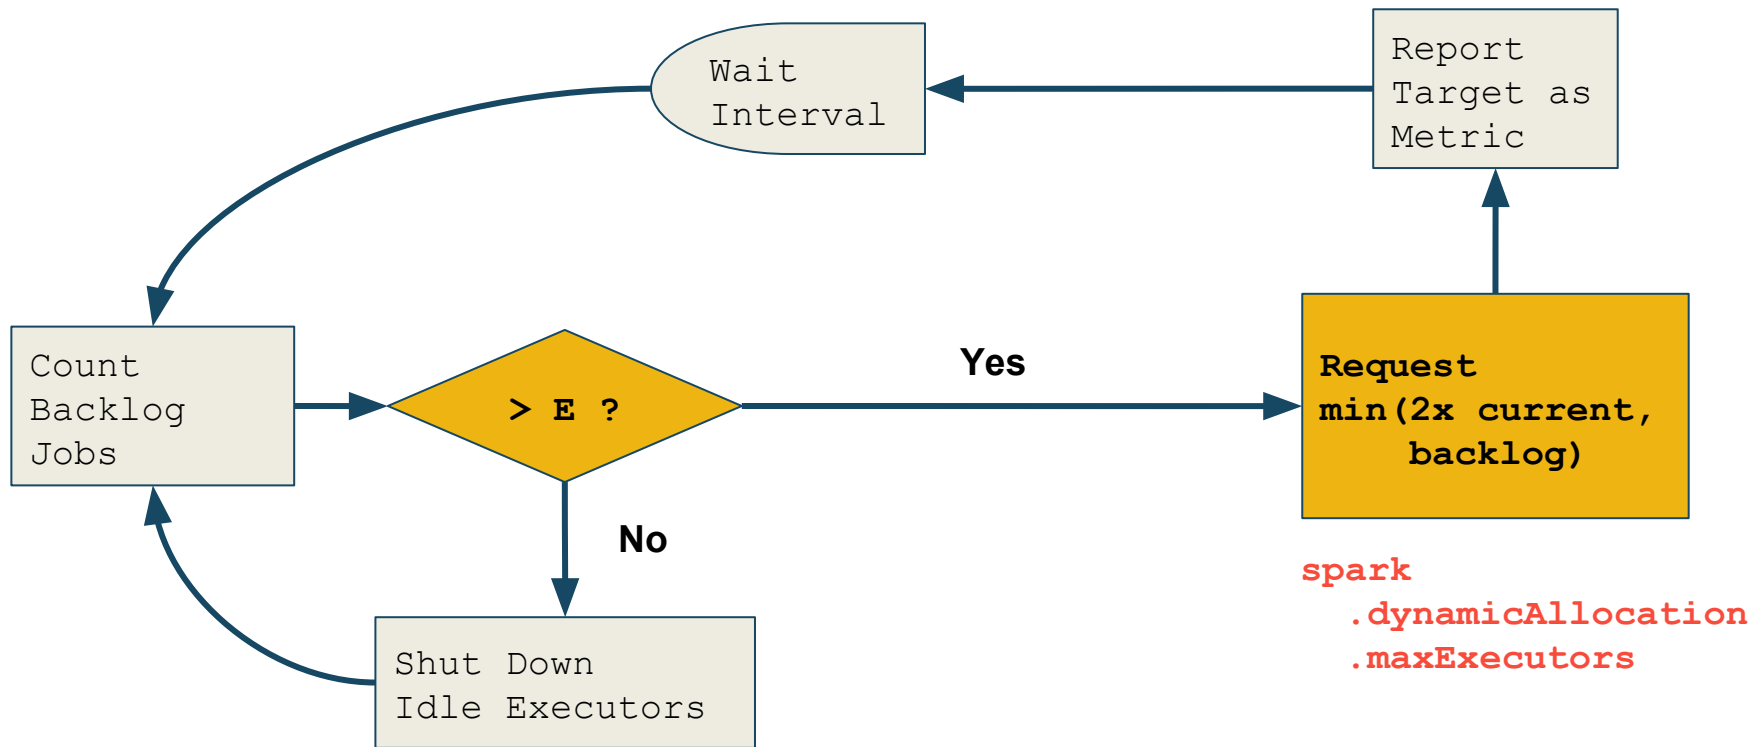 Wait
Interval
Report
Target as
Metric
Count
Backlog
Jobs
> E ?
Yes
Request
min(2x current,
backlog)
No
spark
.dynamicAllocation
.maxExecutors
Shut Down
Idle Executors